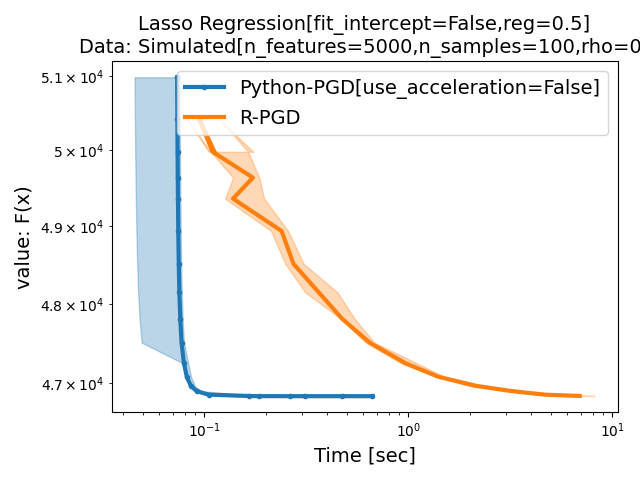 Lasso Regression[fit_intercept=False,reg=0.5]
Data: Simulated[n_features=5000,n_samples=100,rho=0
Python-PGD[use_acceleration=False]
R-PGD
value: F(x)
5.1 × 10⁴
5 × 10⁴
4.9 × 10⁴
4.8 × 10⁴
4.7 × 10⁴
10⁻¹
10⁰
10¹
Time [sec]